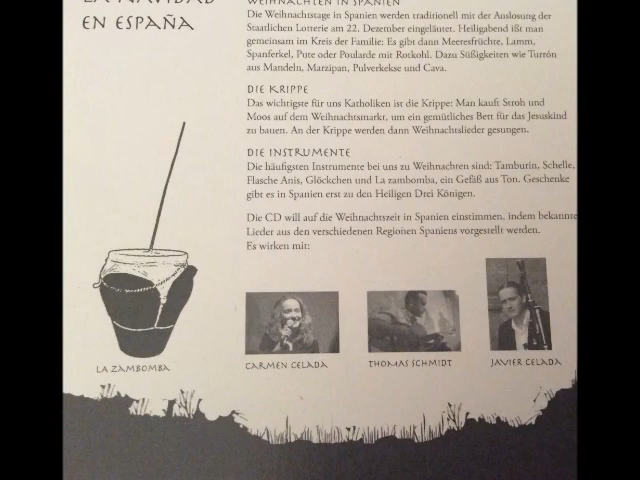 LA NAVIDAD
EN ESPAÑA
WEIHNACHTEN IN SPANIEN
Die Weihnachtstage in Spanien werden traditionell mit der Auslosung der
Staatlichen Lotterie am 22. Dezember eingeläutet. Heiligabend ißt man
gemeinsam im Kreis der Familie: Es gibt dann Meeresfrüchte, Lamm,
Spanferkel, Pute oder Poularde mit Rotkohl. Dazu Süßigkeiten wie Turrón
aus Mandeln, Marzipan, Pulverkekse und Cava.
DIE KRIPPE
Das wichtigste für uns Katholiken ist die Krippe: Man kauft Stroh und
Moos auf dem Weihnachtsmarkt, um ein gemütliches Bett für das Jesuskind
zu bauen. An der Krippe werden dann Weihnachtslieder gesungen.
DIE INSTRUMENTE
Die häufigsten Instrumente bei uns zu Weihnachten sind: Tamburin, Schelle,
Flasche Anis, Glöckchen und La zambomba, ein Gefäß aus Ton. Geschenke
gibt es in Spanien erst zu den Heiligen Drei Königen.
Die CD will auf die Weihnachtszeit in Spanien einstimmen, indem bekannte
Lieder aus den verschiedenen Regionen Spaniens vorgestellt werden.
Es wirken mit:
LA ZAMBOMBA
CARMEN CELADA
THOMAS SCHMIDT
JAVIER CELADA